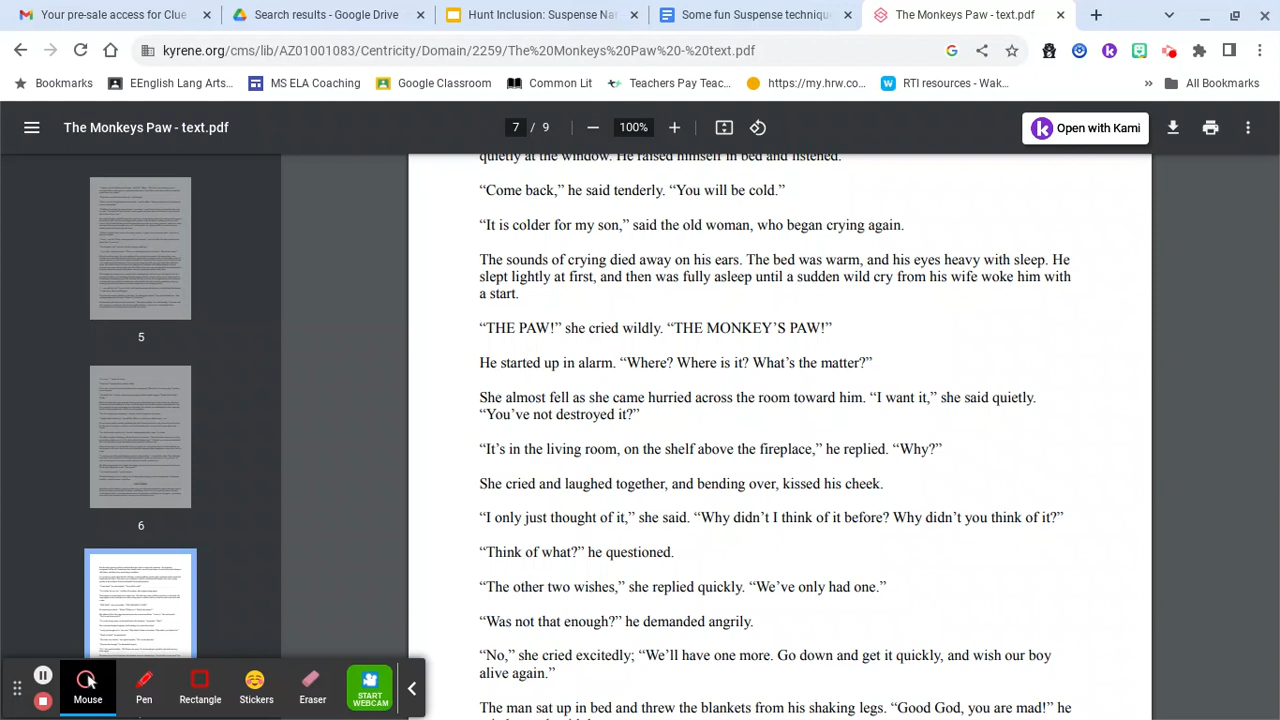 Your pre-sale access for Clue
Search results - Google Driv
Hunt Inclusion: Suspense Nar
Some fun Suspense technique
The Monkeys Paw - text.pdf
kyrene.org/cms/lib/AZ01001083/Centricity/Domain/2259/The%20Monkeys%20Paw%20-%20text.pdf
Bookmarks
EEnglish Lang Arts...
MS ELA Coaching
Google Classroom
Common Lit
Teachers Pay Teac...
https://my.hrw.co...
RTI resources - Wak...
»
All Bookmarks
The Monkeys Paw - text.pdf
7 / 9
100%
Open with Kami
quietly at the window. He raised himself in bed and listened.
“Come back,” he said tenderly. “You will be cold.”
“It is colder for my son,” said the old woman, who began crying again.
The sound of crying died away on his ears. The bed was warm, and his eyes heavy with sleep. He
slept lightly at first, and then was fully asleep until a sudden wild cry from his wife woke him with
a start.
“THE PAW!” she cried wildly. “THE MONKEY’S PAW!”
He started up in alarm. “Where? Where is it? What’s the matter?”
She almost fell as she came hurried across the room toward him. “I want it,” she said quietly.
“You’ve not destroyed it?”
“It’s in the living room, on the shelf above the fireplace,” he replied. “Why?”
She cried and laughed together, and bending over, kissed his cheek.
“I only just thought of it,” she said. “Why didn’t I think of it before? Why didn’t you think of it?”
“Think of what?” he questioned.
“The other two wishes,” she replied quickly. “We’ve only had one.”
“Was not that enough?” he demanded angrily.
“No,” she cried excitedly; “We’ll have one more. Go down and get it quickly, and wish our boy
alive again.”
The man sat up in bed and threw the blankets from his shaking legs. “Good God, you are mad!” he
5
6
Mouse
Pen
Rectangle
Stickers
Eraser
START
WEBCAM